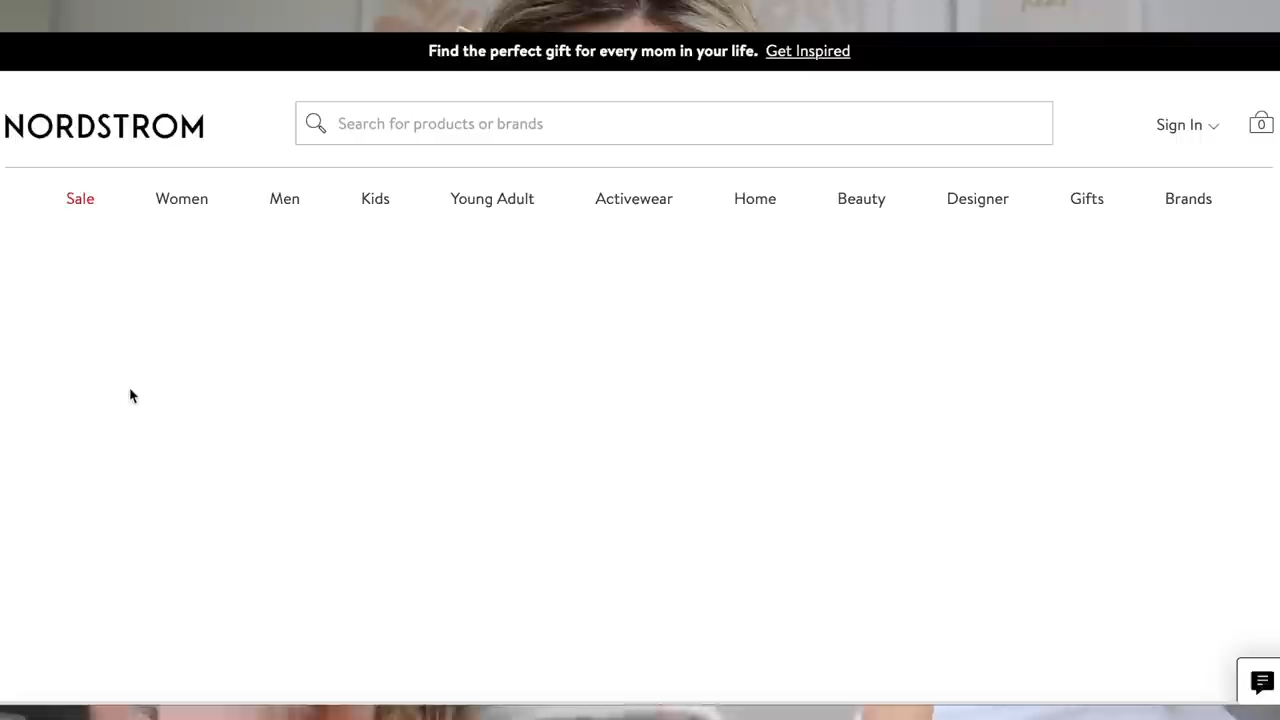 Find the perfect gift for every mom in your life. Get Inspired
NORDSTROM
Search for products or brands
Sign In
0
Sale Women Men Kids Young Adult Activewear Home Beauty Designer Gifts Brands